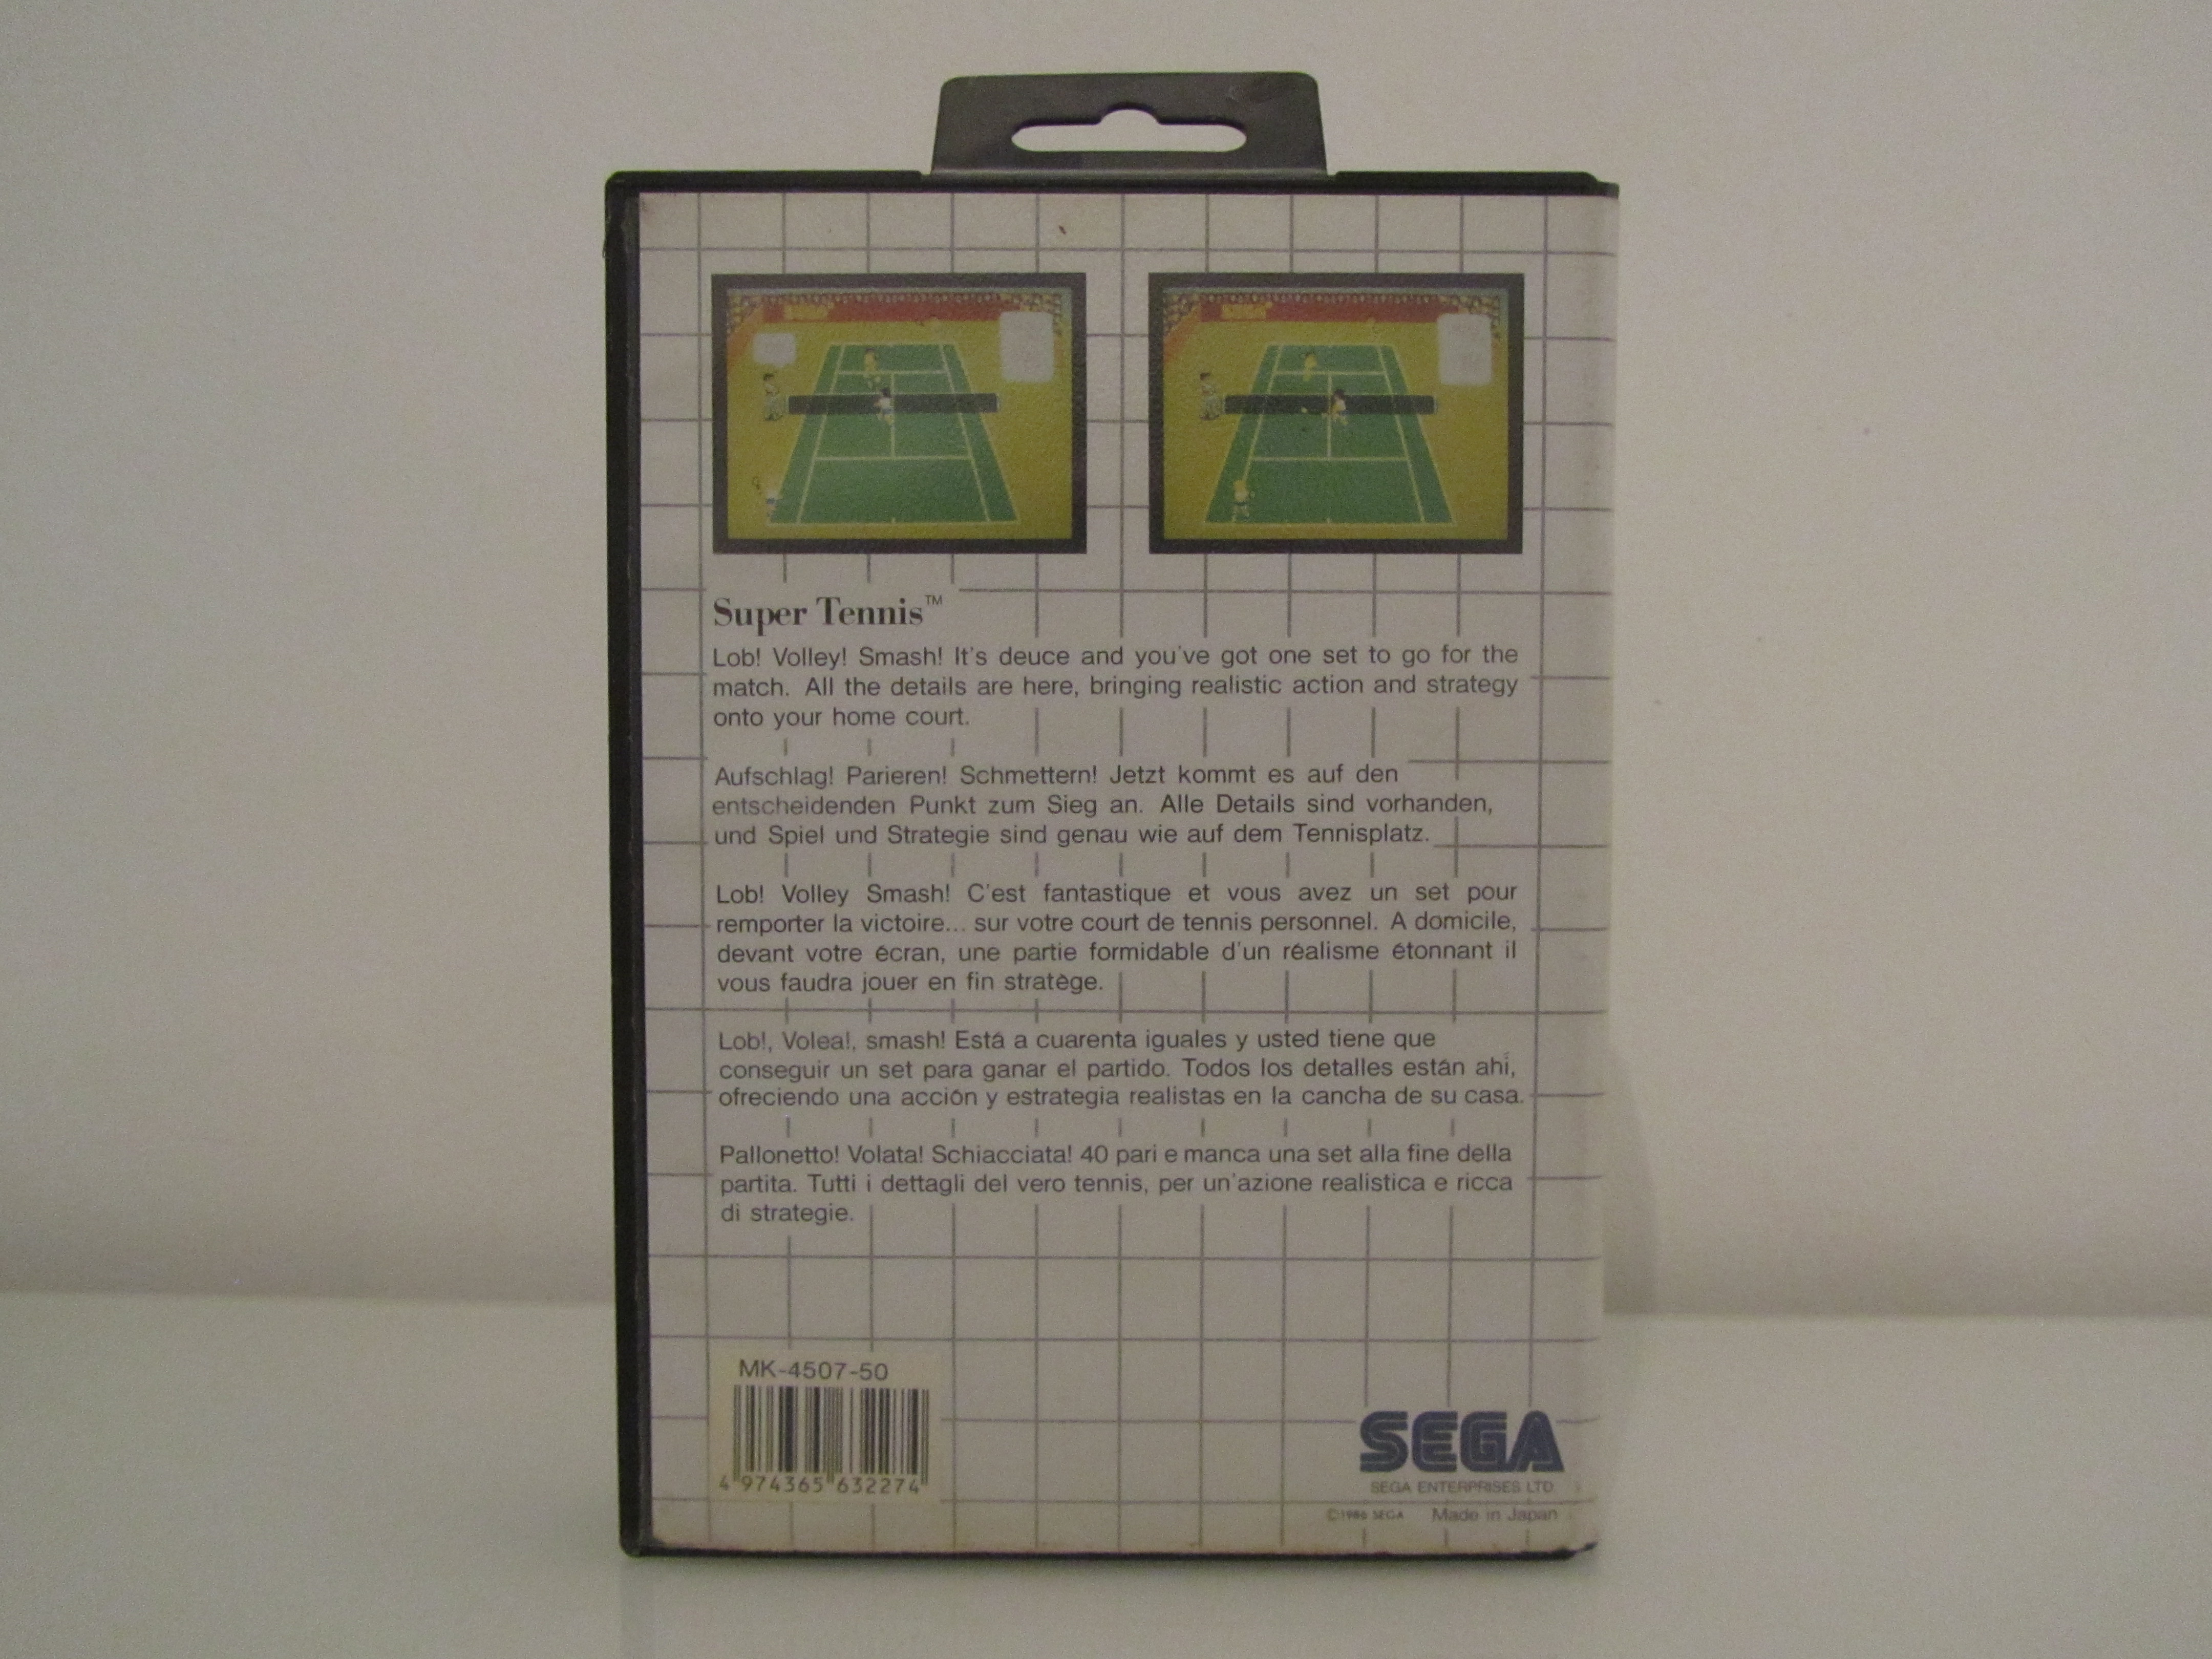 Super Tennis™
Lob! Volley! Smash! It's deuce and you've got one set to go for the
match. All the details are here, bringing realistic action and strategy
onto your home court.
Aufschlag! Parieren! Schmettern! Jetzt kommt es auf den
entscheidenden Punkt zum Sieg an. Alle Details sind vorhanden,
und Spiel und Strategie sind genau wie auf dem Tennisplatz.
Lob! Volley Smash! C'est fantastique et vous avez un set pour
remporter la victoire... sur votre court de tennis personnel. A domicile,
devant votre écran, une partie formidable d'un réalisme étonnant il
vous faudra jouer en fin stratège.
Lob!, Volea!, smash! Está a cuarenta iguales y usted tiene que
conseguir un set para ganar el partido. Todos los detalles están ahí,
ofreciendo una acción y estrategia realistas en la cancha de su casa.
Pallonetto! Volata! Schiacciata! 40 pari e manca una set alla fine della
partita. Tutti i dettagli del vero tennis, per un'azione realistica e ricca
di strategie.
MK-4507-50
4 974365 632274
SEGA
SEGA ENTERPRISES LTD.
©1986 SEGA Made in Japan